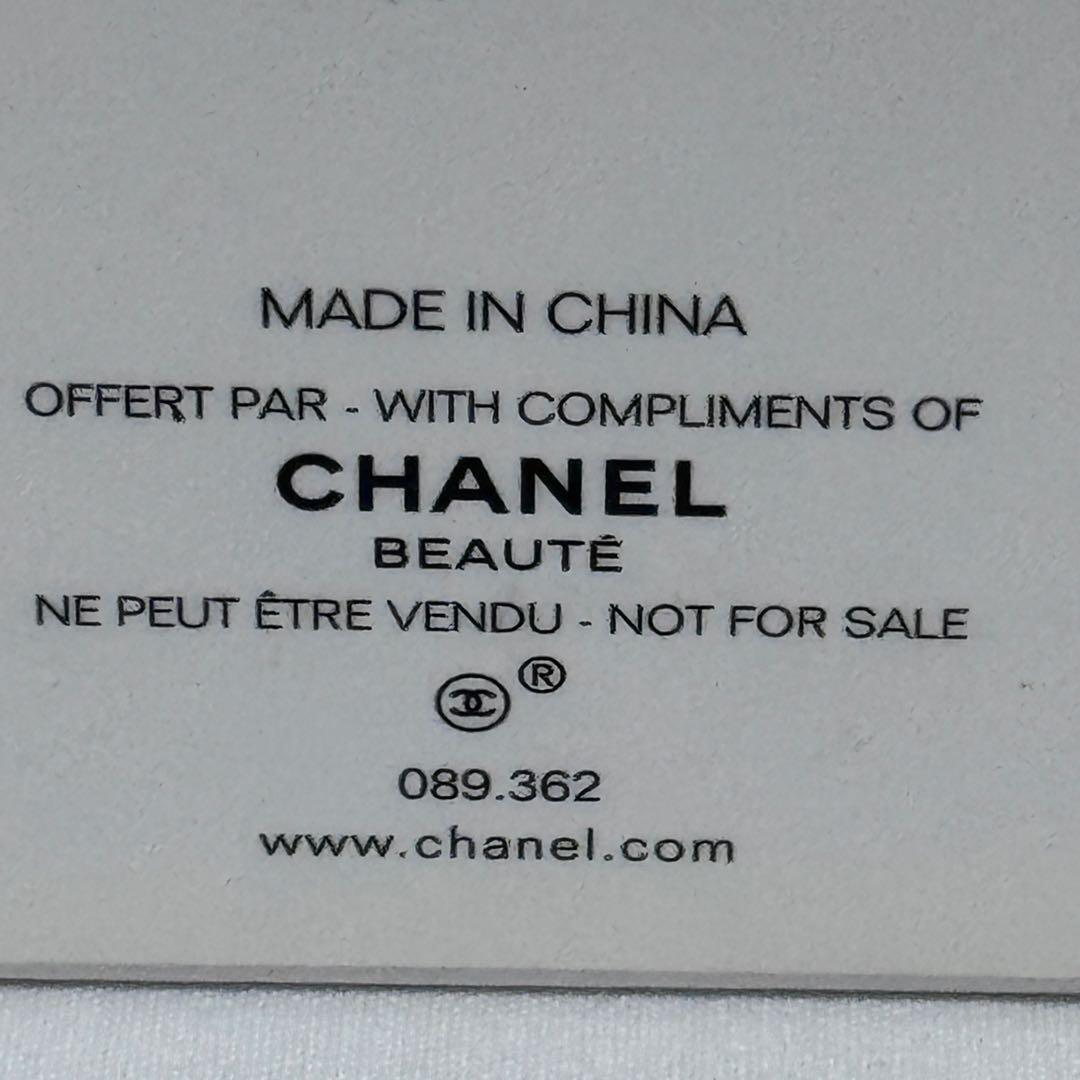 MADE IN CHINA
OFFERT PAR - WITH COMPLIMENTS OF
CHANEL
BEAUTÉ
NE PEUT ÊTRE VENDU - NOT FOR SALE
®
089.362
www.chanel.com